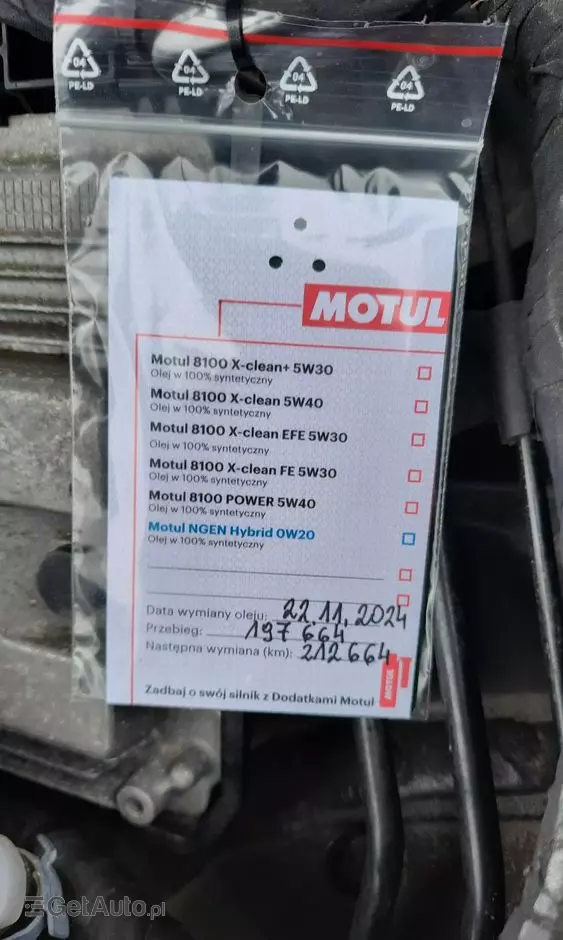 04 04 04 04
PE-LD PE-LD PE-LD PE-LD
MOTUL
Motul 8100 X-clean+ 5W30
Olej w 100% syntetyczny
Motul 8100 X-clean 5W40
Olej w 100% syntetyczny
Motul 8100 X-clean EFE 5W30
Olej w 100% syntetyczny
Motul 8100 X-clean FE 5W30
Olej w 100% syntetyczny
Motul 8100 POWER 5W40
Olej w 100% syntetyczny
Motul NGEN Hybrid 0W20
Olej w 100% syntetyczny
Data wymiany oleju: 22.11.2024
Przebieg: 197 664
Następna wymiana (km): 212 664
Zadbaj o swój silnik z Dodatkami Motul
MOTUL
GetAuto.pl